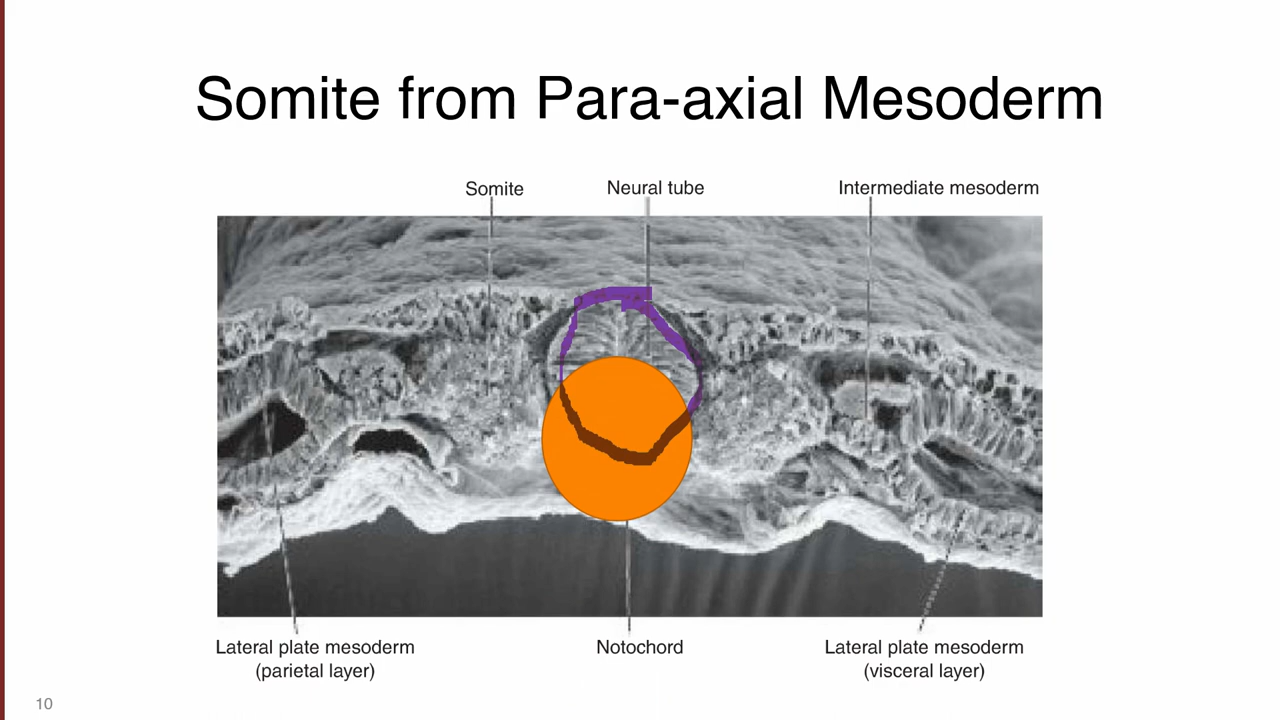 Somite from Para-axial Mesoderm
Somite
Neural tube
Intermediate mesoderm
Lateral plate mesoderm
(parietal layer)
Notochord
Lateral plate mesoderm
(visceral layer)
10